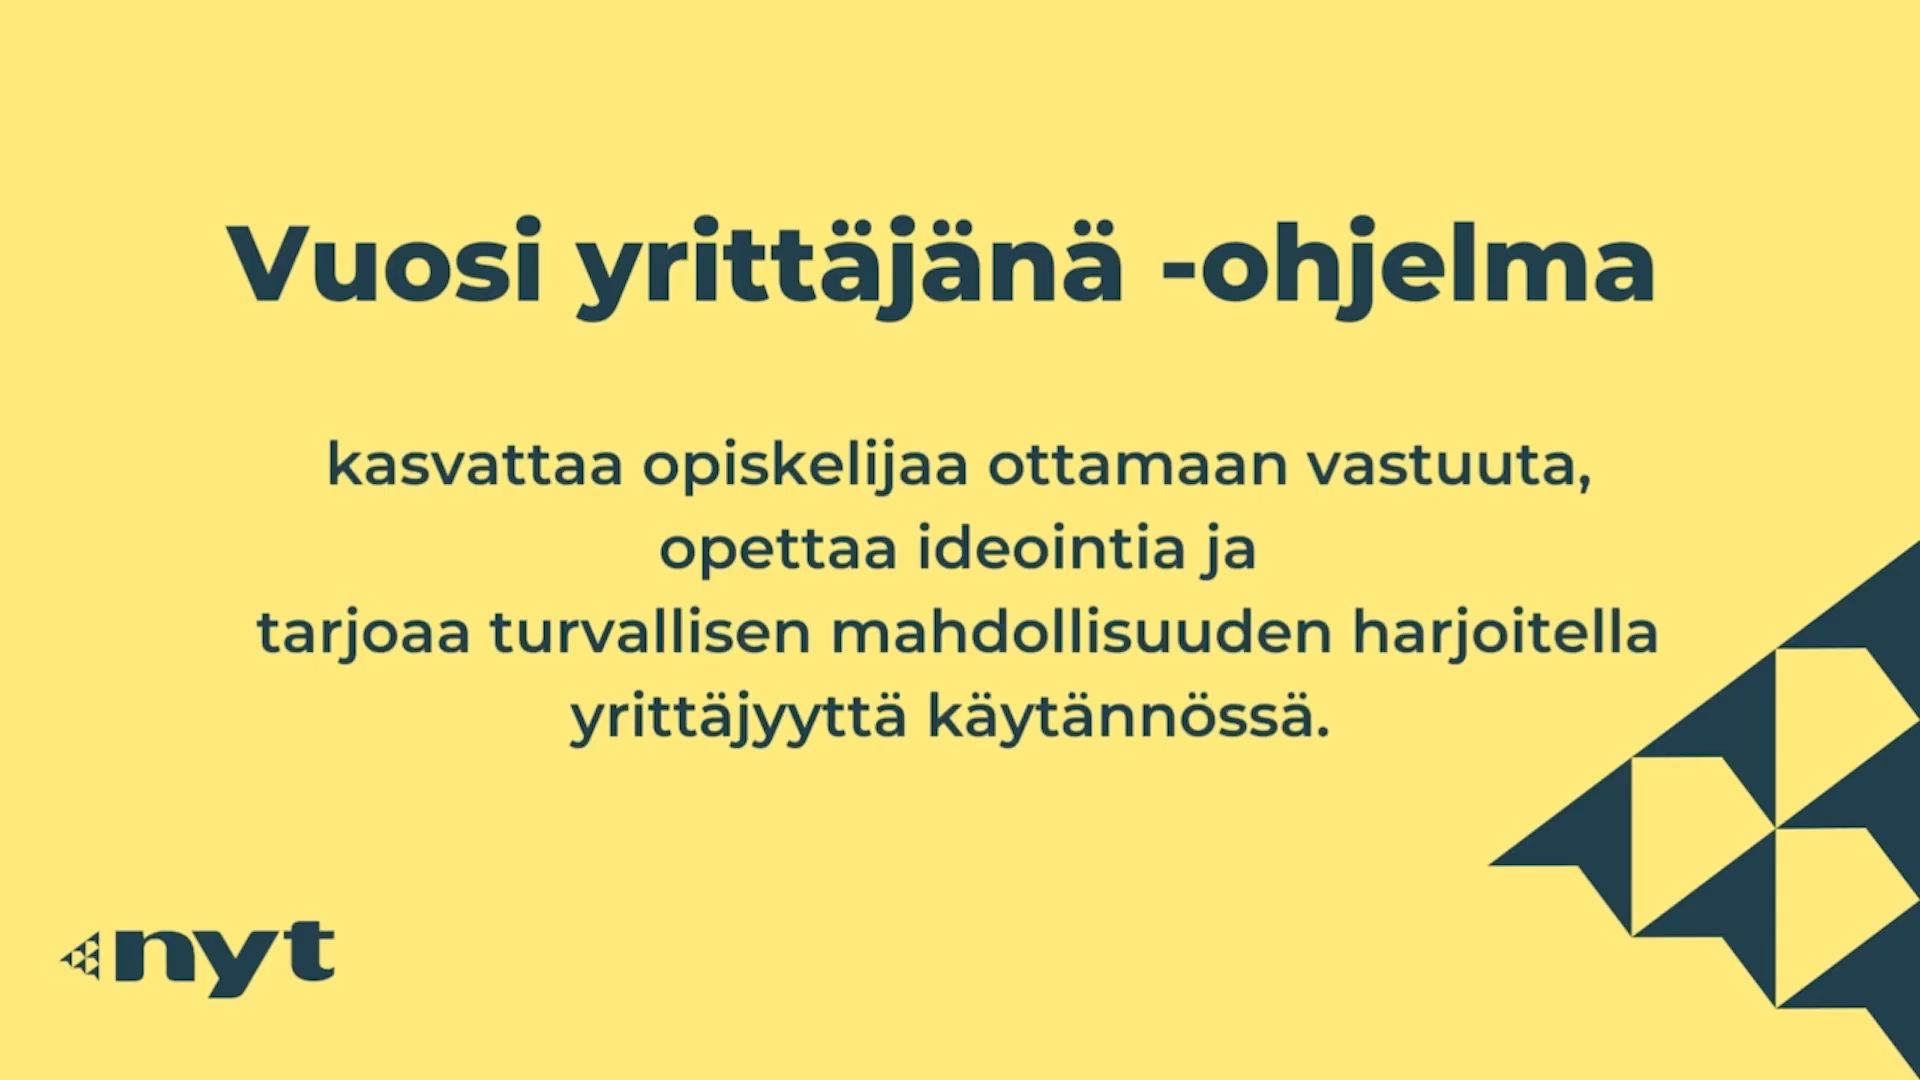 Vuosi yrittäjänä -ohjelma
kasvattaa opiskelijaa ottamaan vastuuta,
opettaa ideointia ja
tarjoaa turvallisen mahdollisuuden harjoitella
yrittäjyyttä käytännössä.
nyt